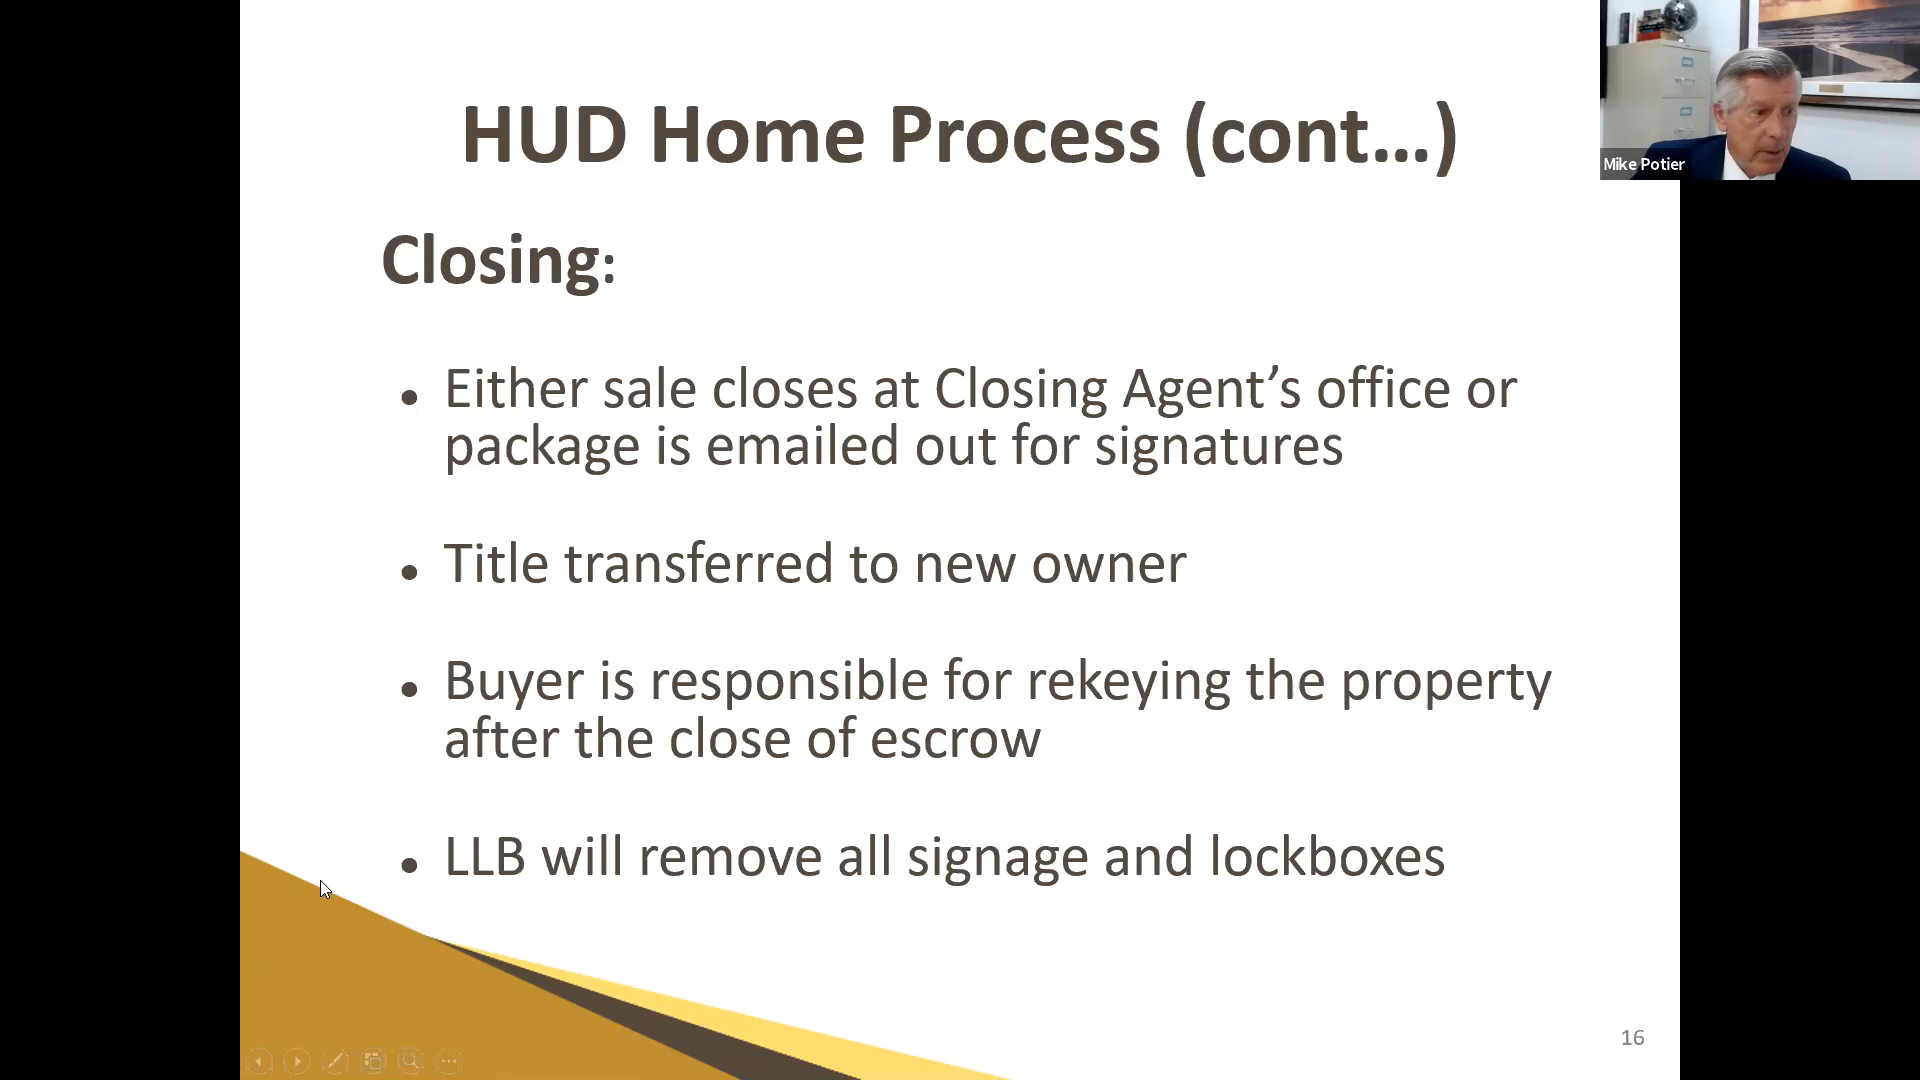 HUD Home Process (cont…)
Mike Potier
Closing:
Either sale closes at Closing Agent’s office or
package is emailed out for signatures
Title transferred to new owner
Buyer is responsible for rekeying the property
after the close of escrow
LLB will remove all signage and lockboxes
16